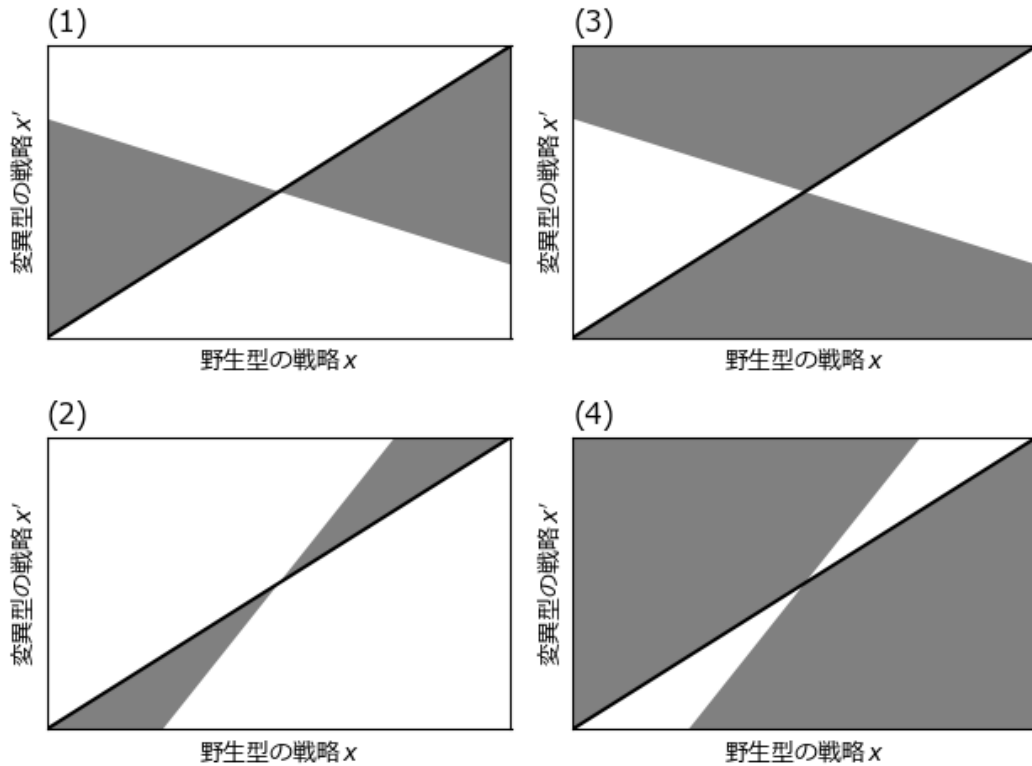 (1)
変異型の戦略 x′
野生型の戦略 x
(3)
変異型の戦略 x′
野生型の戦略 x
(2)
変異型の戦略 x′
野生型の戦略 x
(4)
変異型の戦略 x′
野生型の戦略 x